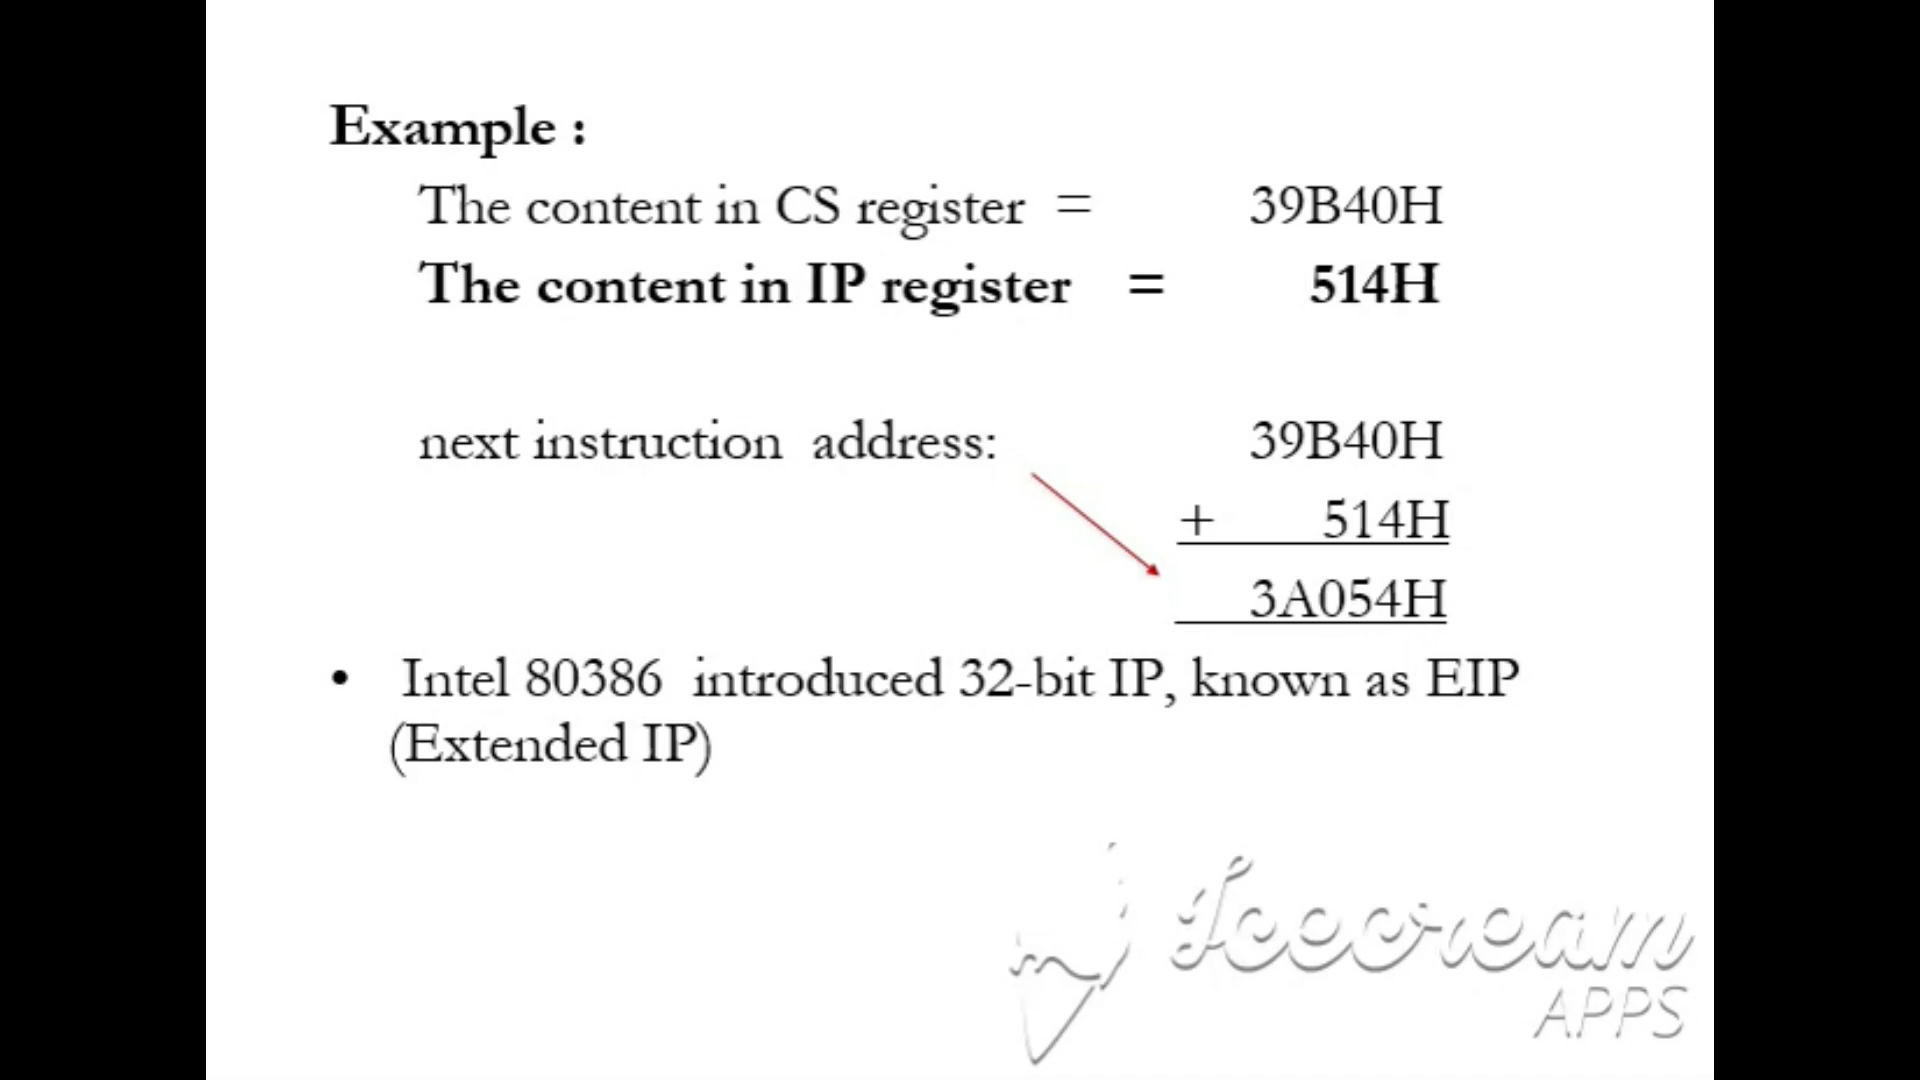 Example :
The content in CS register = 39B40H
The content in IP register = 514H
next instruction address: 39B40H
+ 514H
3A054H
• Intel 80386 introduced 32-bit IP, known as EIP
(Extended IP)
Icecream
APPS